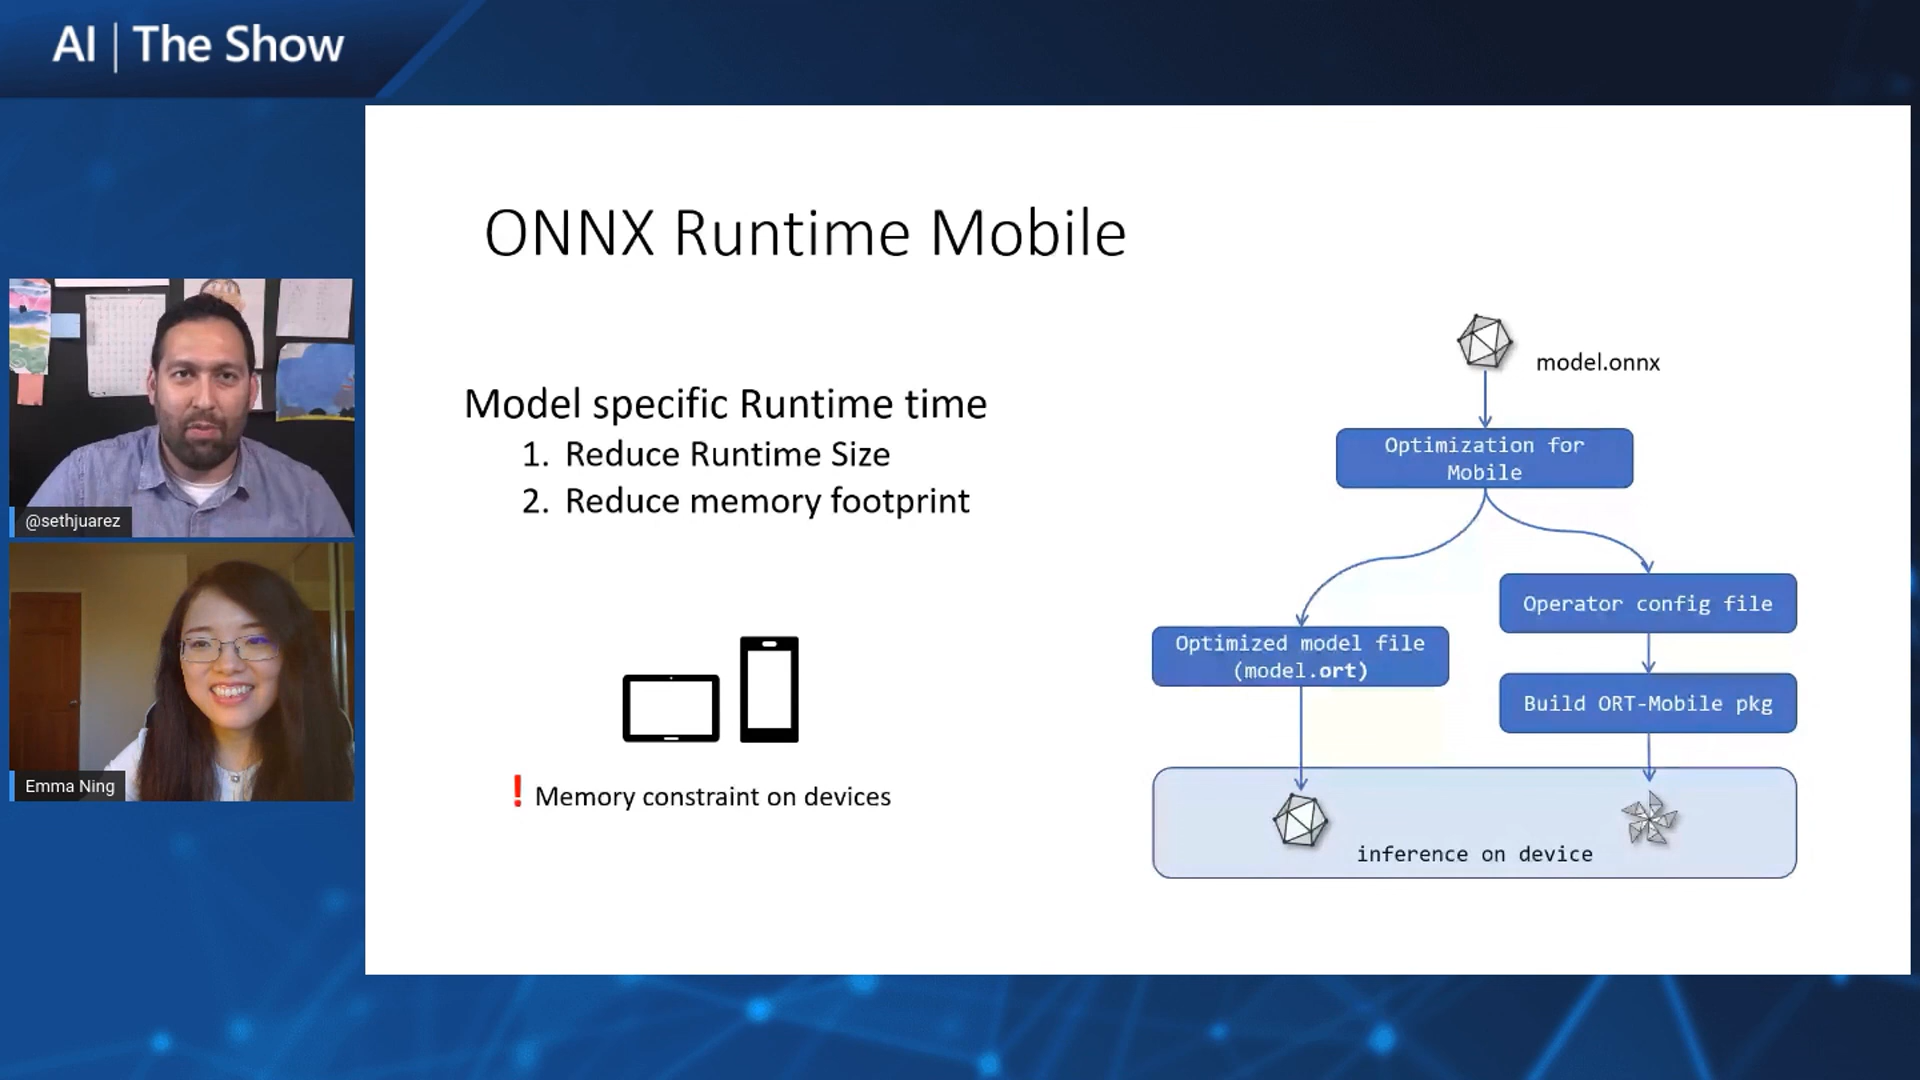 AI | The Show
ONNX Runtime Mobile
Model specific Runtime time
1. Reduce Runtime Size
2. Reduce memory footprint
! Memory constraint on devices
model.onnx
Optimization for
Mobile
Operator config file
Optimized model file
(model.ort)
Build ORT-Mobile pkg
inference on device
@sethjuarez
Emma Ning